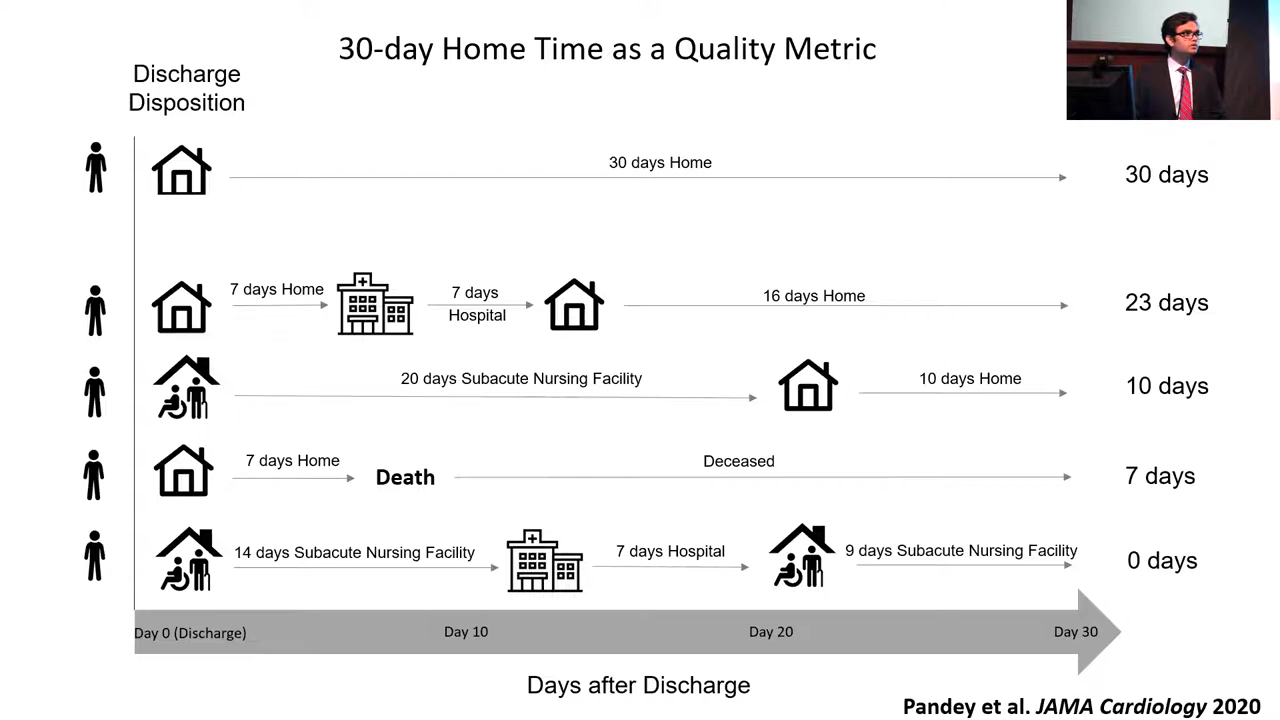 30-day Home Time as a Quality Metric
Discharge
Disposition
30 days Home
30 days
7 days Home
7 days
Hospital
16 days Home
23 days
20 days Subacute Nursing Facility
10 days Home
10 days
7 days Home
Death
Deceased
7 days
14 days Subacute Nursing Facility
7 days Hospital
9 days Subacute Nursing Facility
0 days
Day 0 (Discharge)
Day 10
Day 20
Day 30
Days after Discharge
Pandey et al. JAMA Cardiology 2020